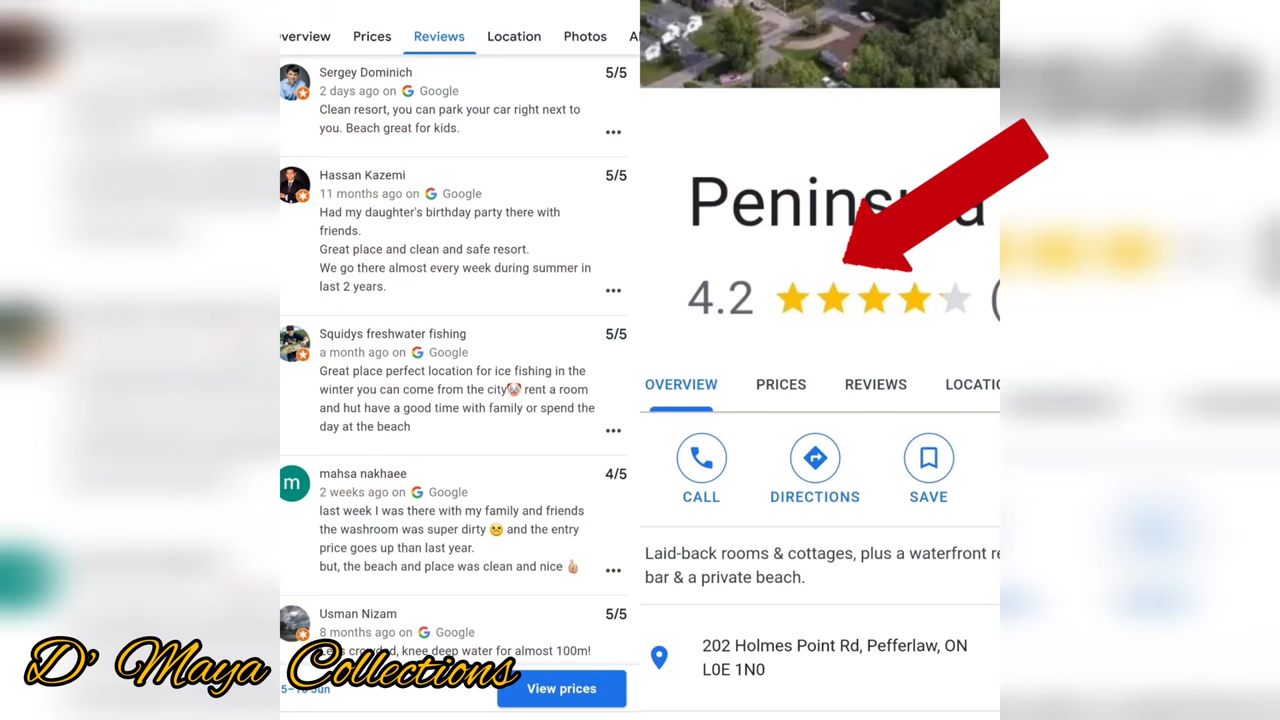 verview Prices Reviews Location Photos A
Sergey Dominich 5/5
2 days ago on Google
Clean resort, you can park your car right next to
you. Beach great for kids.
Hassan Kazemi 5/5
11 months ago on Google
Had my daughter's birthday party there with
friends.
Great place and clean and safe resort.
We go there almost every week during summer in
last 2 years.
Squidys freshwater fishing 5/5
a month ago on Google
Great place perfect location for ice fishing in the
winter you can come from the city🤡 rent a room
and hut have a good time with family or spend the
day at the beach
m
mahsa nakhaee 4/5
2 weeks ago on Google
last week I was there with my family and friends
the washroom was super dirty 😕 and the entry
price goes up than last year.
but, the beach and place was clean and nice 👍🏼
Usman Nizam 5/5
8 months ago on Google
crowded, knee deep water for almost 100m!
Jun
View prices
D' Maya Collections
4.2 (
OVERVIEW PRICES REVIEWS LOCATIO
CALL DIRECTIONS SAVE
Laid-back rooms & cottages, plus a waterfront re
bar & a private beach.
202 Holmes Point Rd, Pefferlaw, ON
L0E 1N0